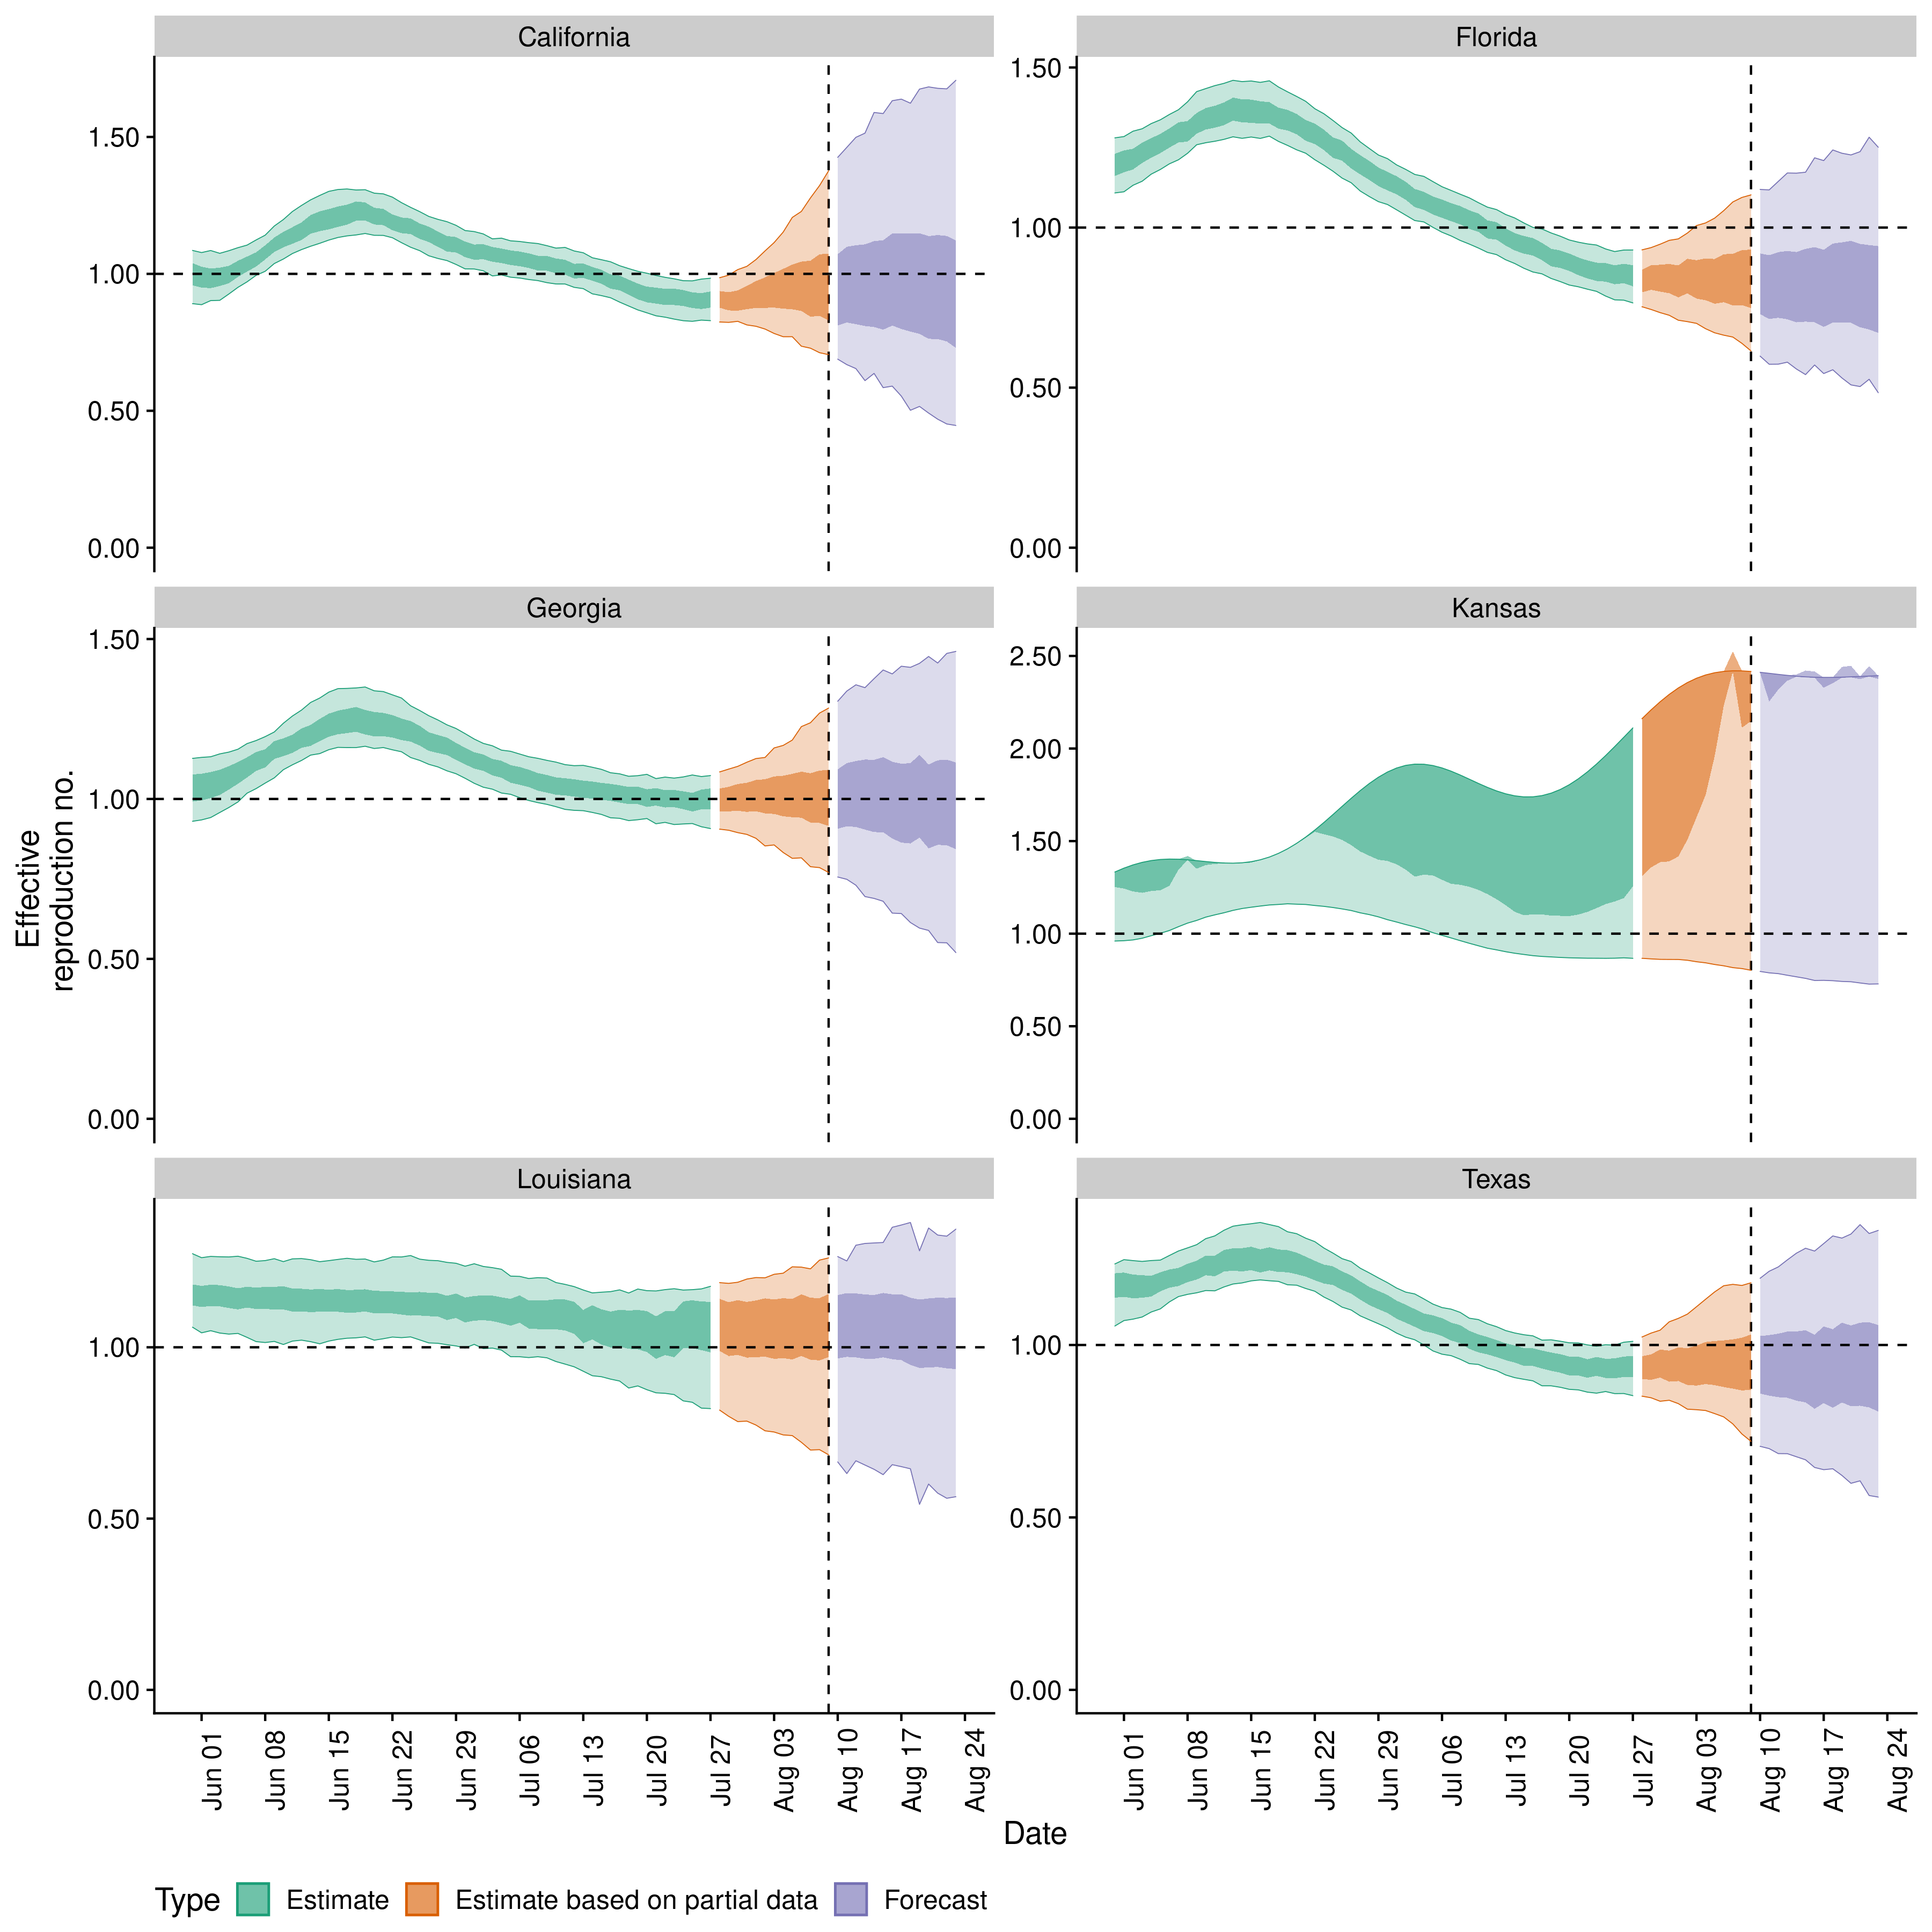 California
Florida
1.50
1.00
0.50
0.00
1.50
1.00
0.50
0.00
Georgia
Kansas
1.50
1.00
0.50
0.00
2.50
2.00
1.50
1.00
0.50
0.00
Effective
reproduction no.
Louisiana
Texas
1.00
0.50
0.00
1.00
0.50
0.00
Jun 01
Jun 08
Jun 15
Jun 22
Jun 29
Jul 06
Jul 13
Jul 20
Jul 27
Aug 03
Aug 10
Aug 17
Aug 24
Jun 01
Jun 08
Jun 15
Jun 22
Jun 29
Jul 06
Jul 13
Jul 20
Jul 27
Aug 03
Aug 10
Aug 17
Aug 24
Date
Type Estimate Estimate based on partial data Forecast